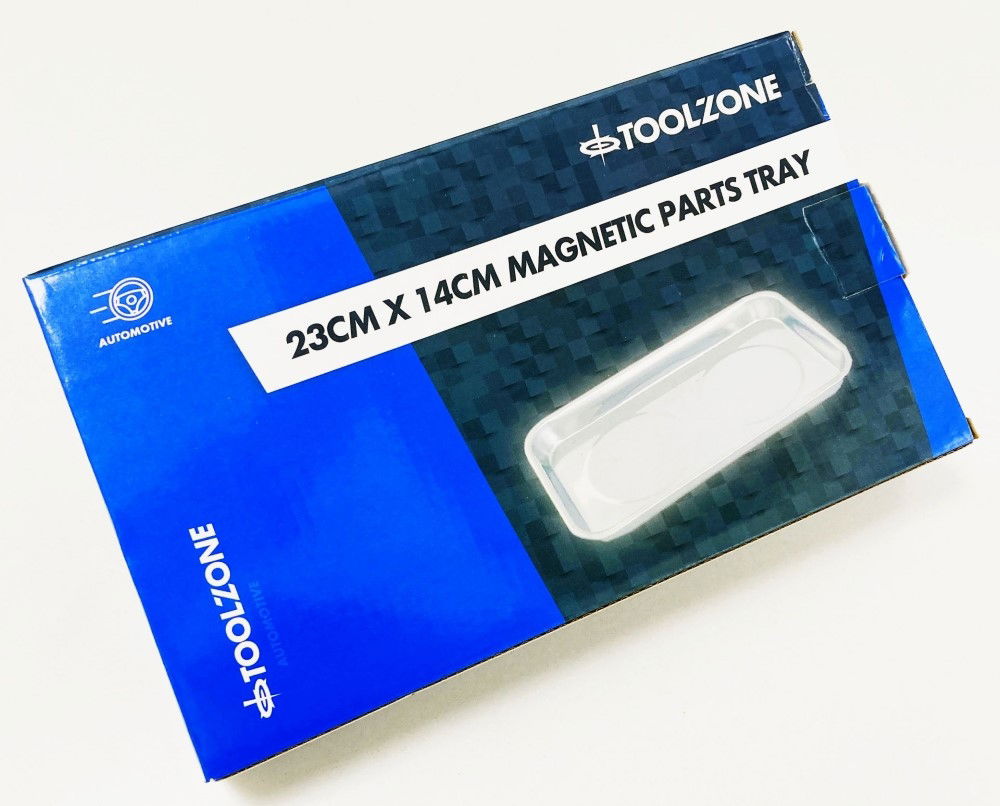 TOOLZONE
23CM X 14CM MAGNETIC PARTS TRAY
AUTOMOTIVE
TOOLZONE
AUTOMOTIVE